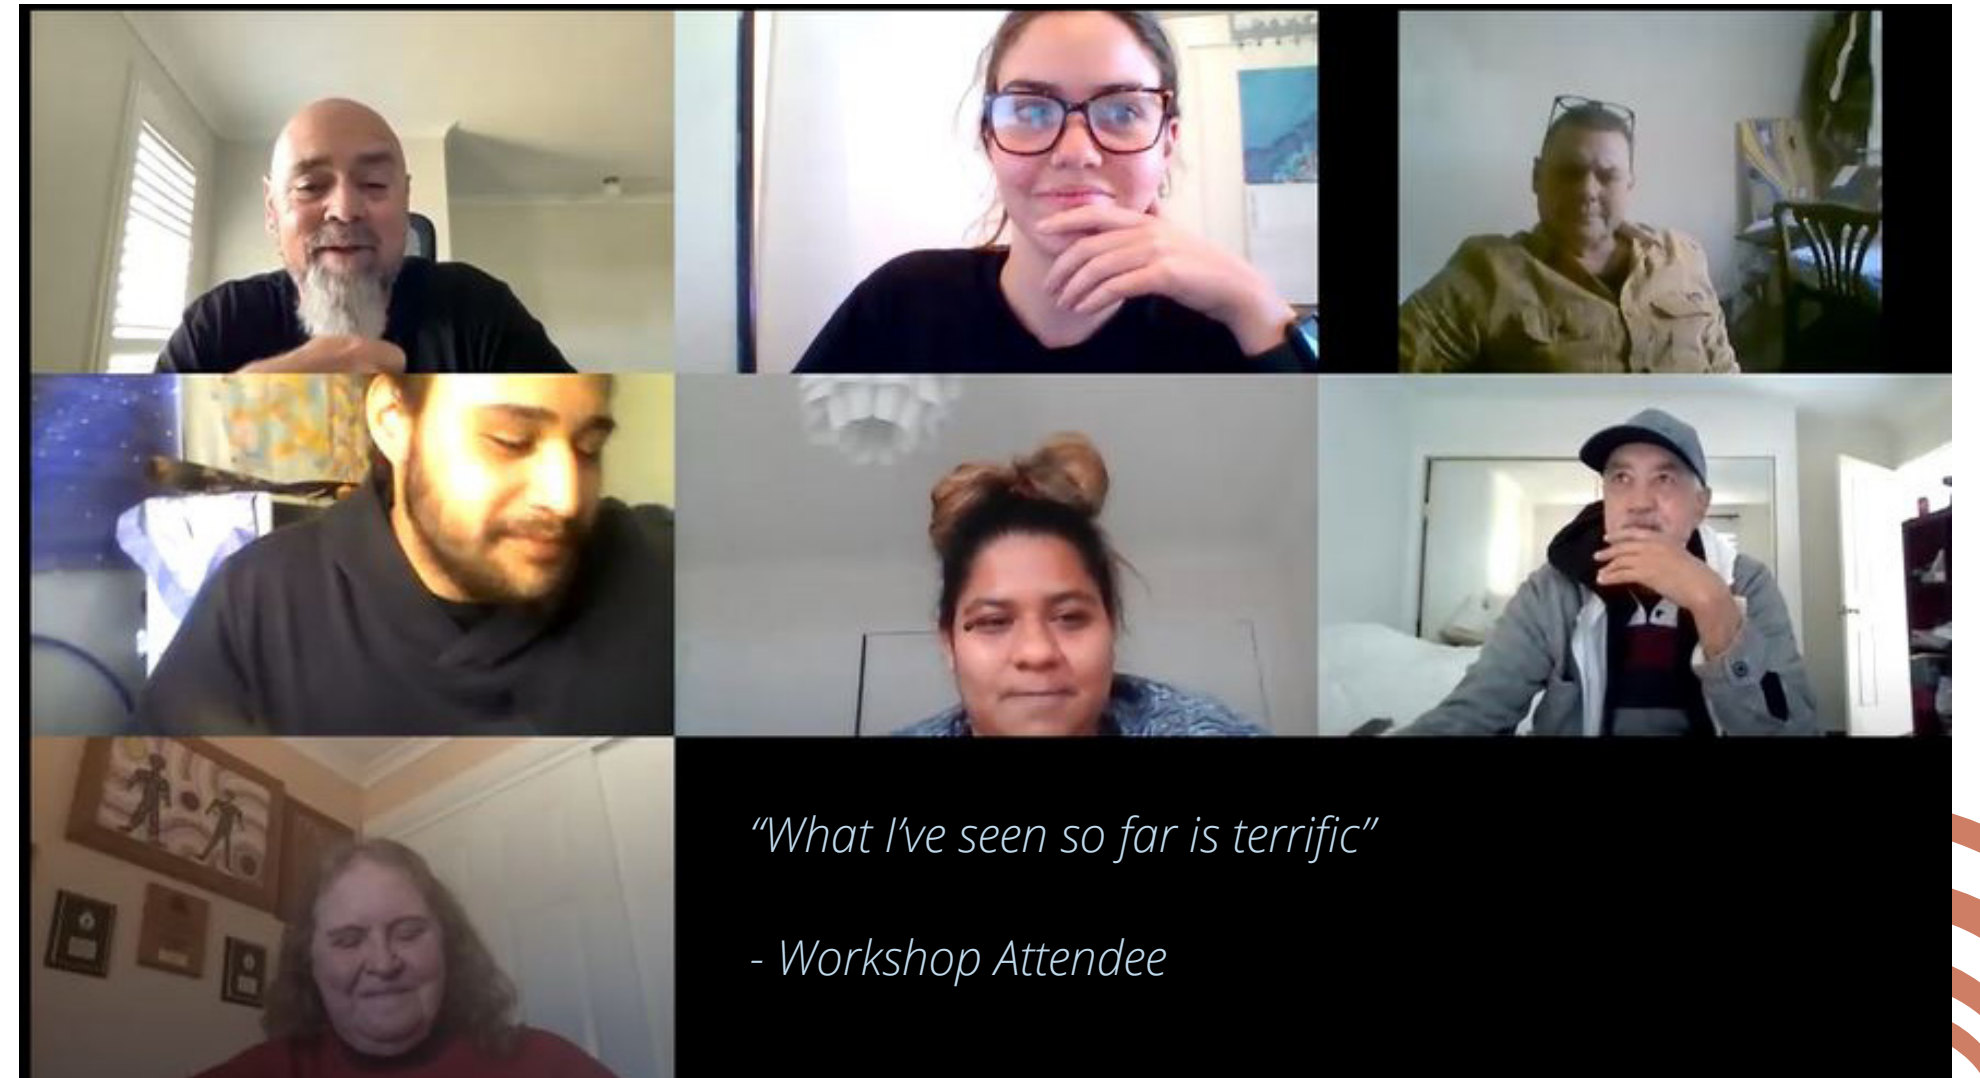 “What I’ve seen so far is terrific”
- Workshop Attendee